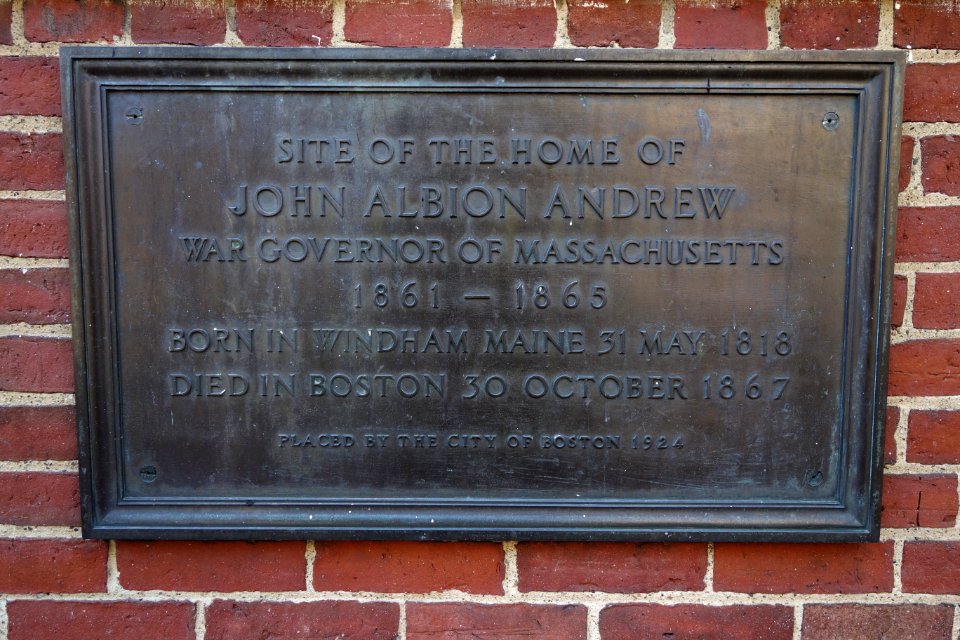 SITE OF THE HOME OF
JOHN ALBION ANDREW
WAR GOVERNOR OF MASSACHUSETTS
1861 — 1865
BORN IN WINDHAM MAINE 31 MAY 1818
DIED IN BOSTON 30 OCTOBER 1867
PLACED BY THE CITY OF BOSTON 1924